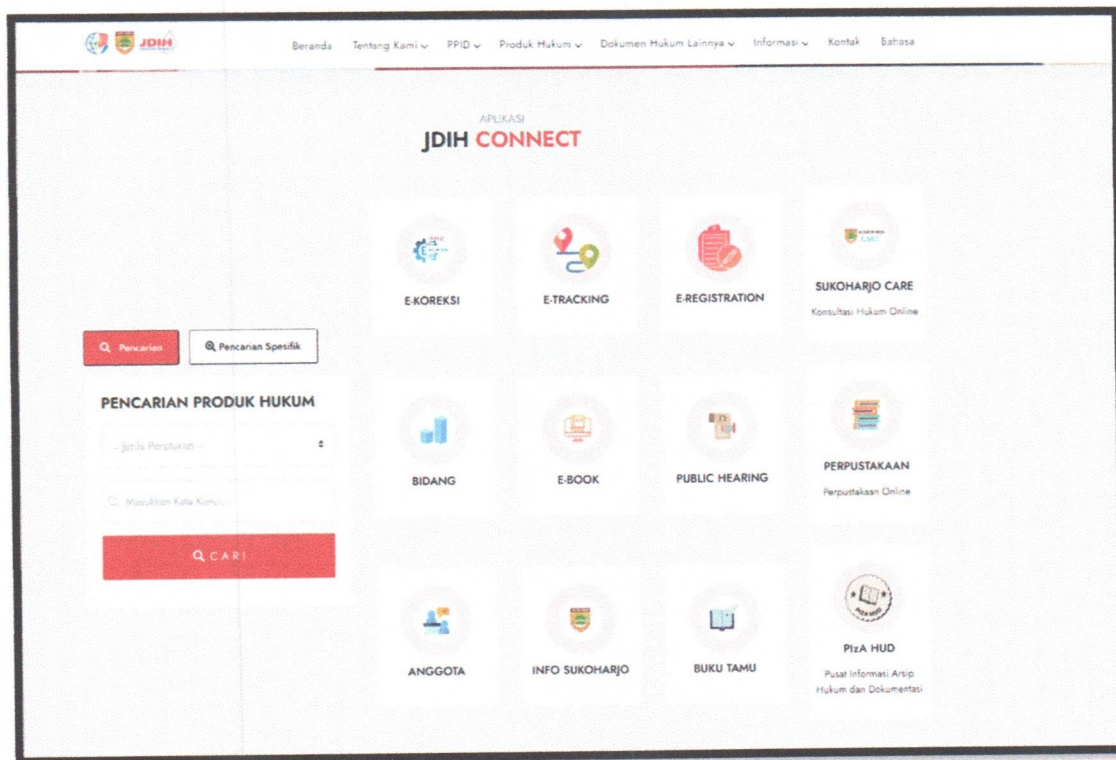 JDIH
Beranda Tentang Kami PPID Produk Hukum Dokumen Hukum Lainnya Informasi Kontak Bahasa
APLIKASI
JDIH CONNECT
E-KOREKSI
E-TRACKING
E-REGISTRATION
SUKOHARJO CARE
Konsultasi Hukum Online
Pencarian
Pencarian Spesifik
PENCARIAN PRODUK HUKUM
-- Jenis Peraturan --
Masukkan Kata Kunci...
CARI
BIDANG
E-BOOK
PUBLIC HEARING
PERPUSTAKAAN
Perpustakaan Online
ANGGOTA
INFO SUKOHARJO
BUKU TAMU
PIzA HUD
PIzA HUD
Pusat Informasi Arsip
Hukum dan Dokumentasi